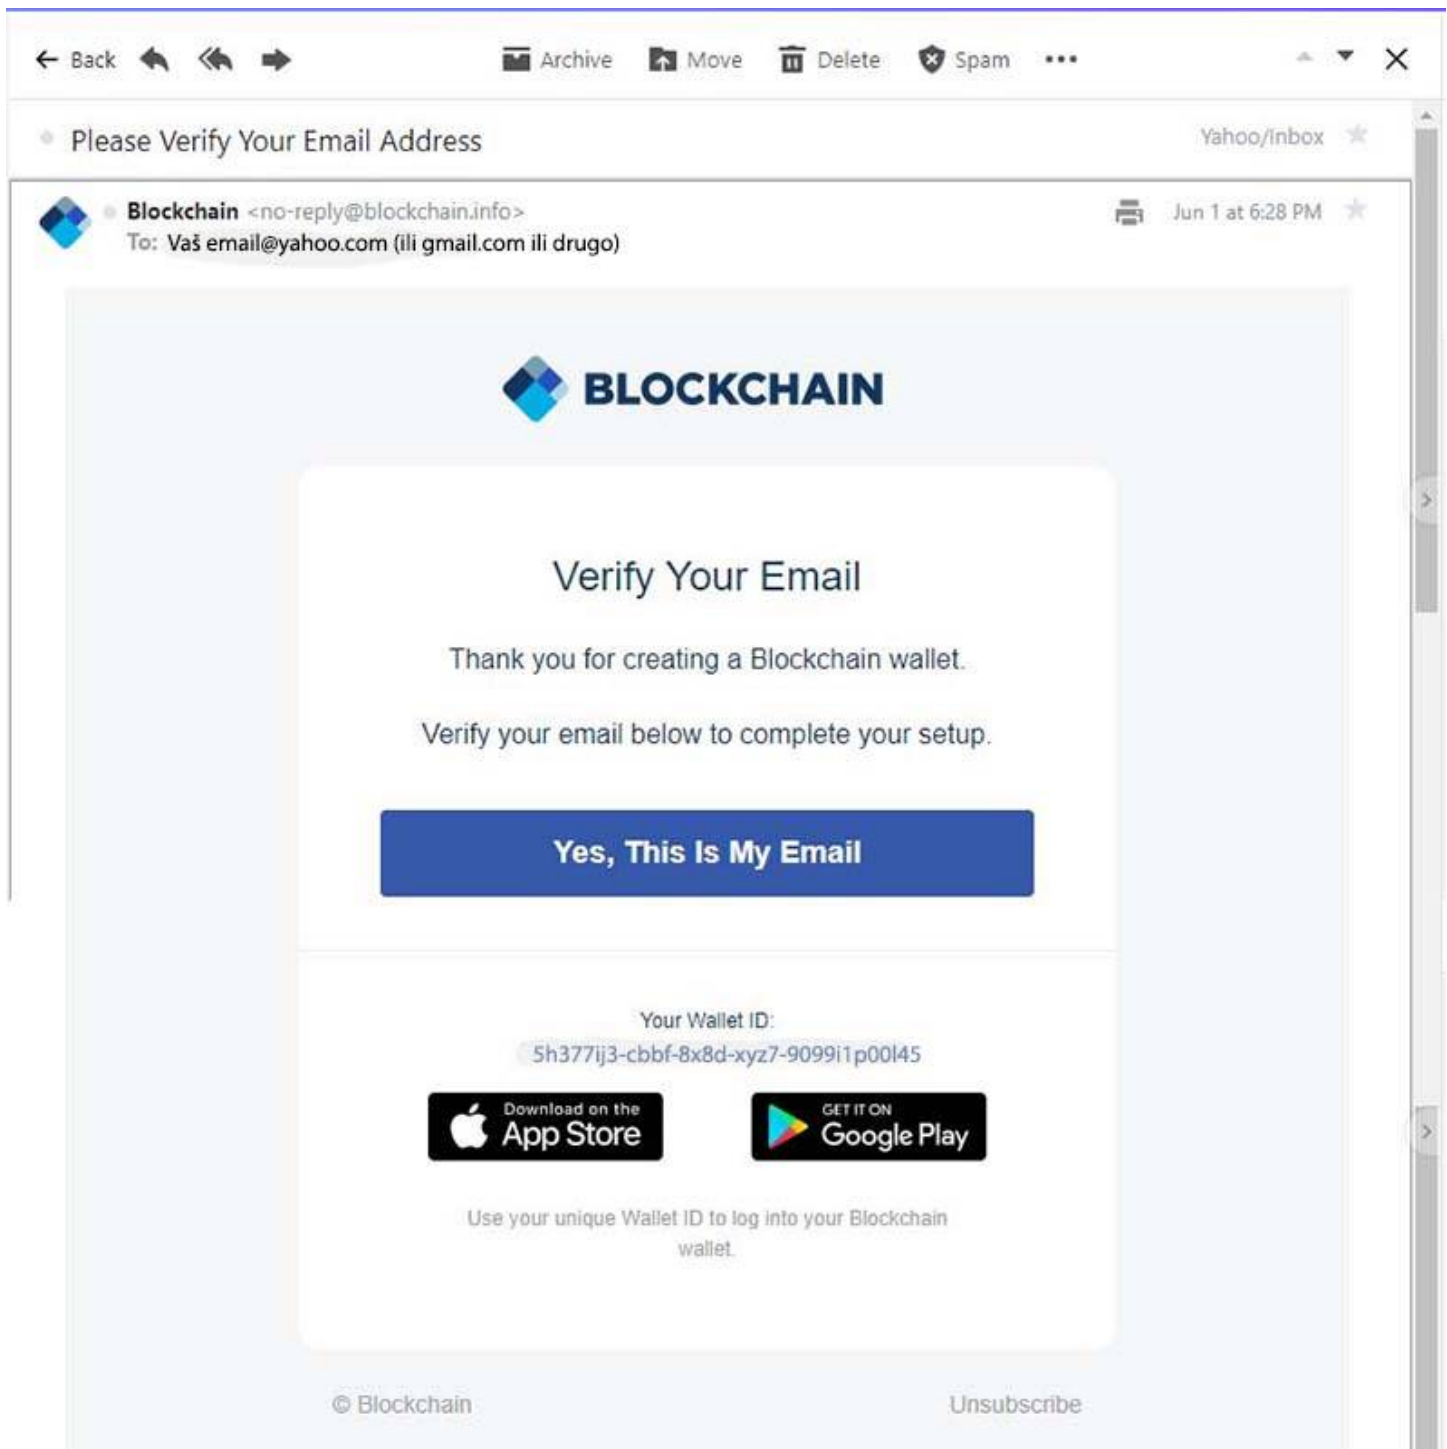 Back Archive Move Delete Spam
Please Verify Your Email Address Yahoo/Inbox
Blockchain <no-reply@blockchain.info> Jun 1 at 6:28 PM
To: Vaš email@yahoo.com (ili gmail.com ili drugo)
BLOCKCHAIN
Verify Your Email
Thank you for creating a Blockchain wallet.
Verify your email below to complete your setup.
Yes, This Is My Email
Your Wallet ID:
5h377ij3-cbbf-8x8d-xyz7-9099i1p00l45
Download on the
App Store
GET IT ON
Google Play
Use your unique Wallet ID to log into your Blockchain
wallet.
© Blockchain Unsubscribe